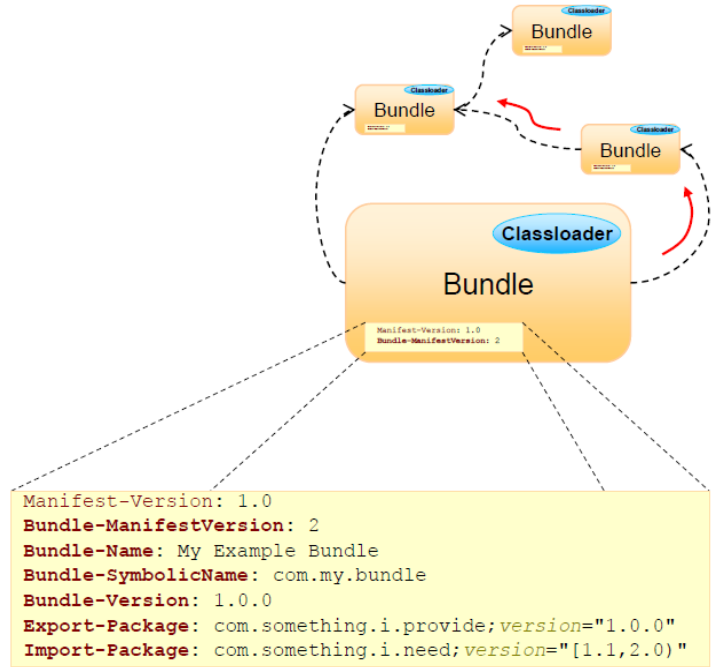 Classloader
Bundle
Classloader
Bundle
Classloader
Bundle
Classloader
Bundle
Manifest-Version: 1.0
Bundle-ManifestVersion: 2
Manifest-Version: 1.0
Bundle-ManifestVersion: 2
Bundle-Name: My Example Bundle
Bundle-SymbolicName: com.my.bundle
Bundle-Version: 1.0.0
Export-Package: com.something.i.provide;version="1.0.0"
Import-Package: com.something.i.need;version="[1.1,2.0)"